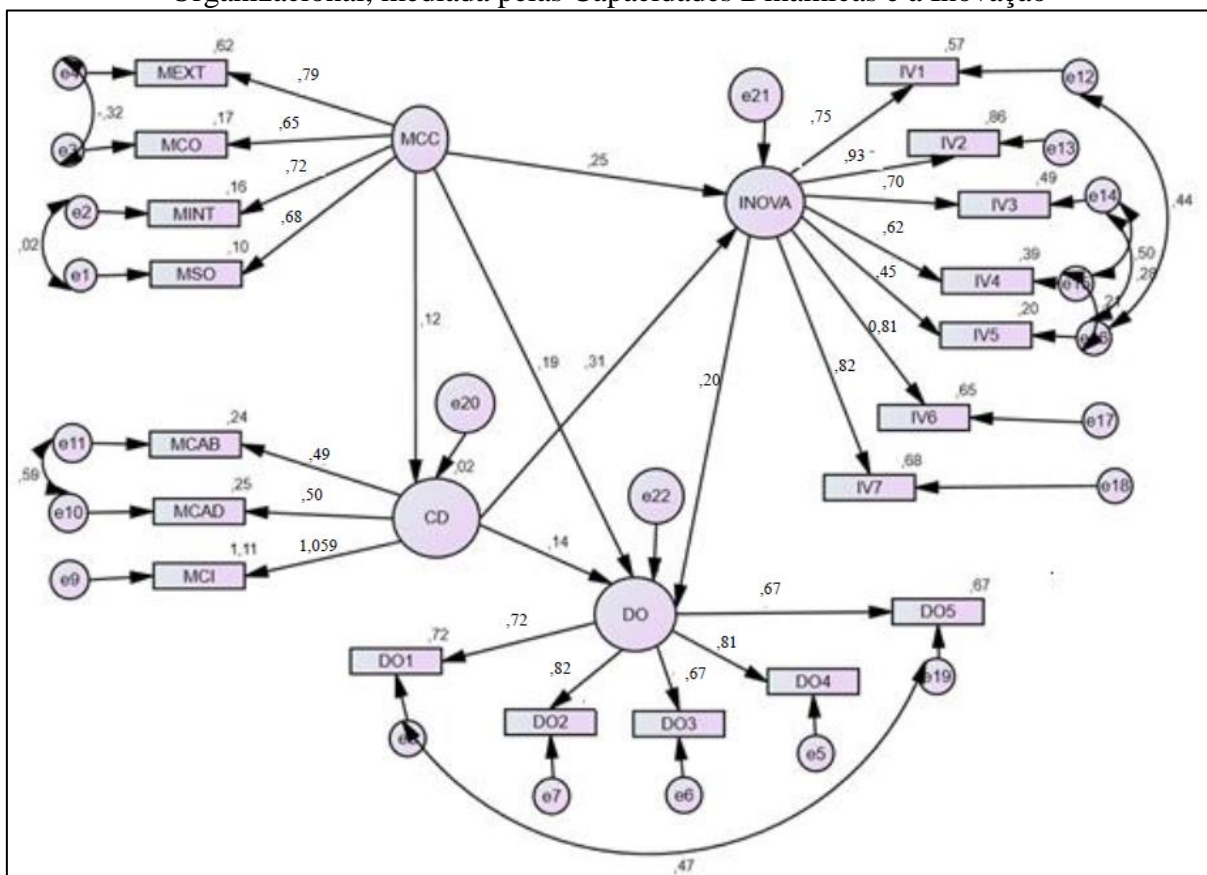 Organizacional, mediada pelas Capacidades Dinâmicas e a Inovação
,62
e4
MEXT
,79
-,32
,17
e3
MCO
,65
MCC
,16
e2
MINT
,72
,02
,10
e1
MSO
,68
,25
e21
INOVA
,57
IV1
e12
,75
,86
IV2
e13
,93
,49
IV3
e14
,70
,44
,62
,39
IV4
,50
,28
,45
,20
IV5
,21
0,81
,65
IV6
e17
,82
,68
IV7
e18
,12
,19
,31
,20
e20
,02
CD
,24
e11
MCAB
,49
,59
,25
e10
MCAD
,50
1,11
e9
MCI
1,059
,14
e22
DO
,67
,67
DO5
e19
,72
,72
DO1
,82
DO2
e7
,67
DO3
e6
,81
DO4
e5
,47